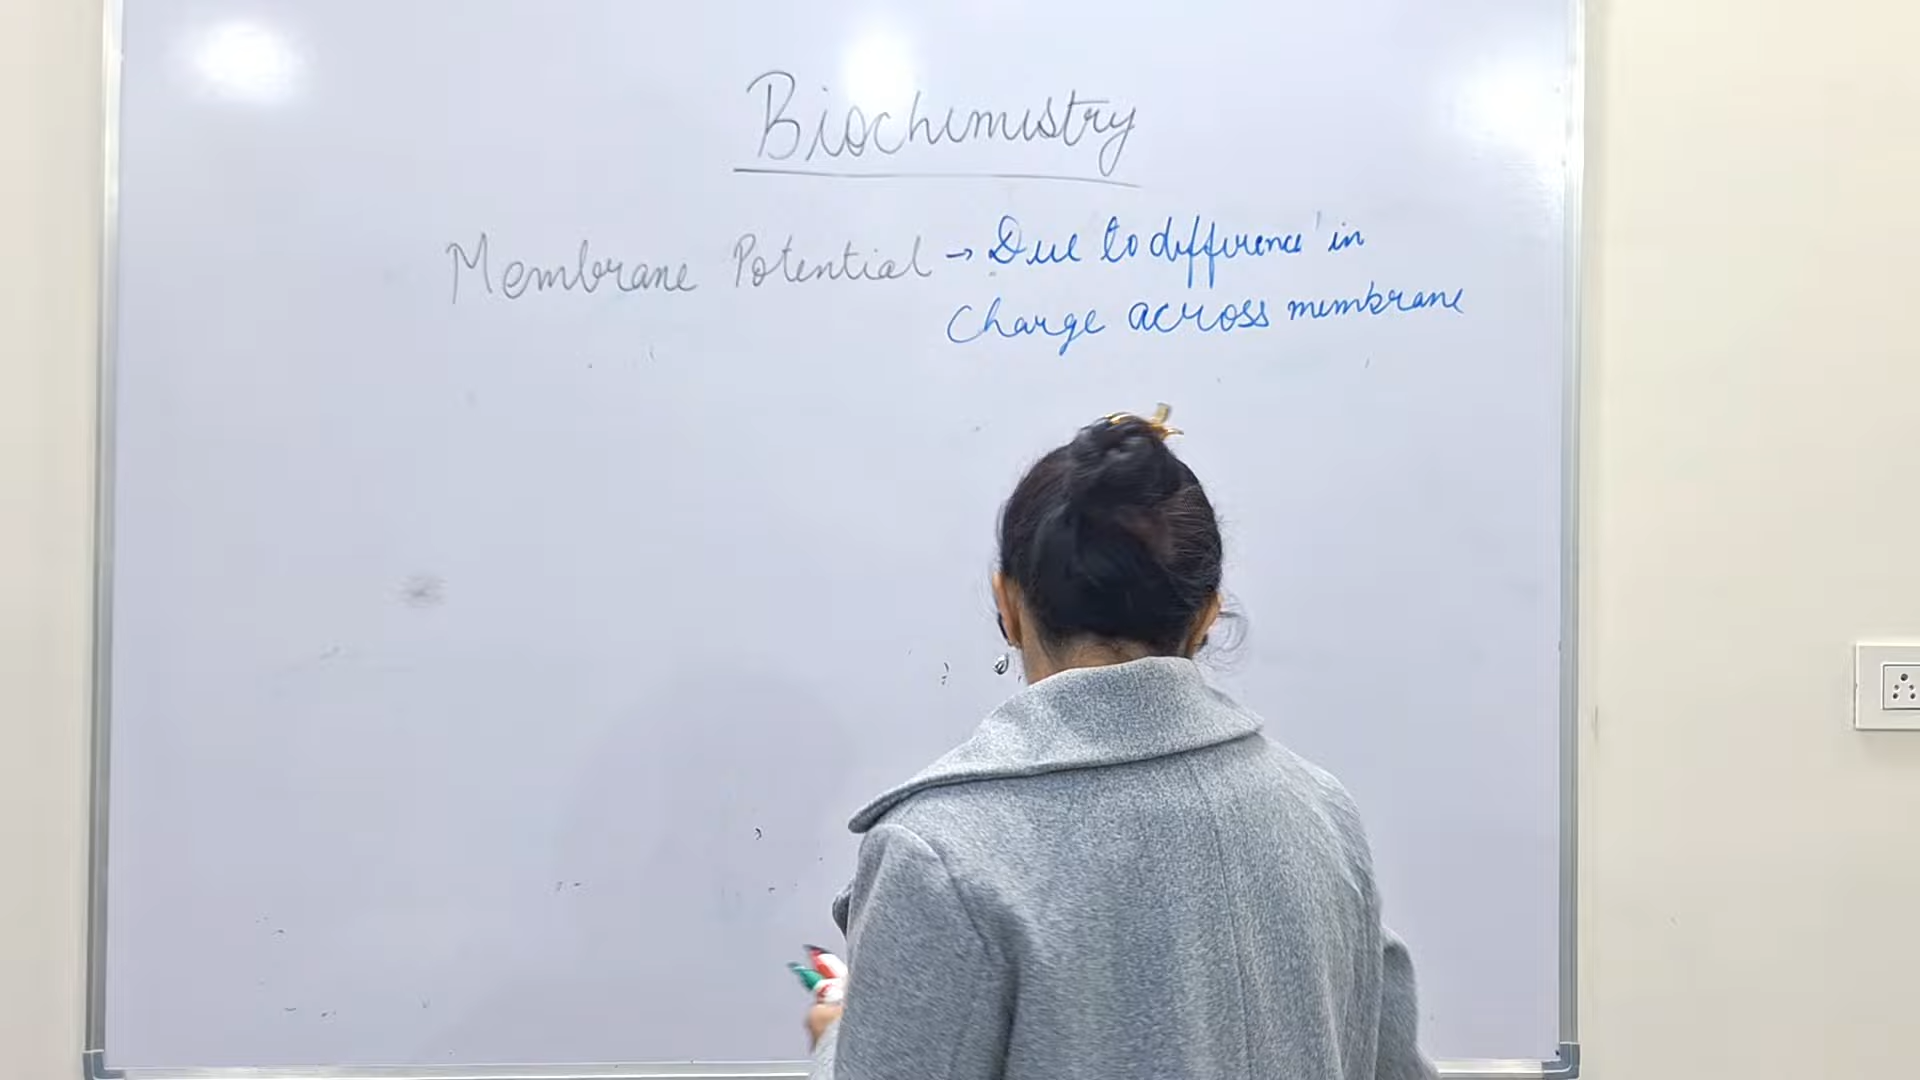 Biochemistry
Membrane Potential → Due to difference in
Charge across membrane